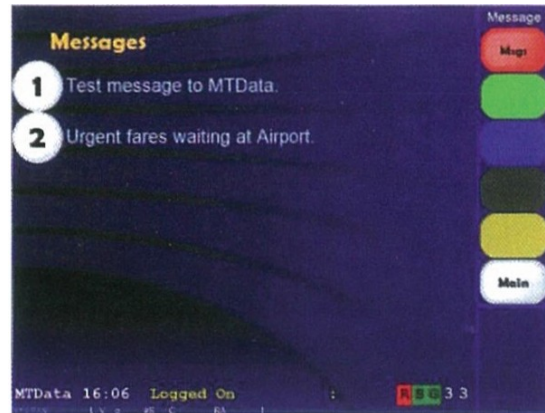 Message
Messages
Msgs
1 Test message to MTData.
2 Urgent fares waiting at Airport.
Main
MTData 16:06 Logged On : R S G 3 3